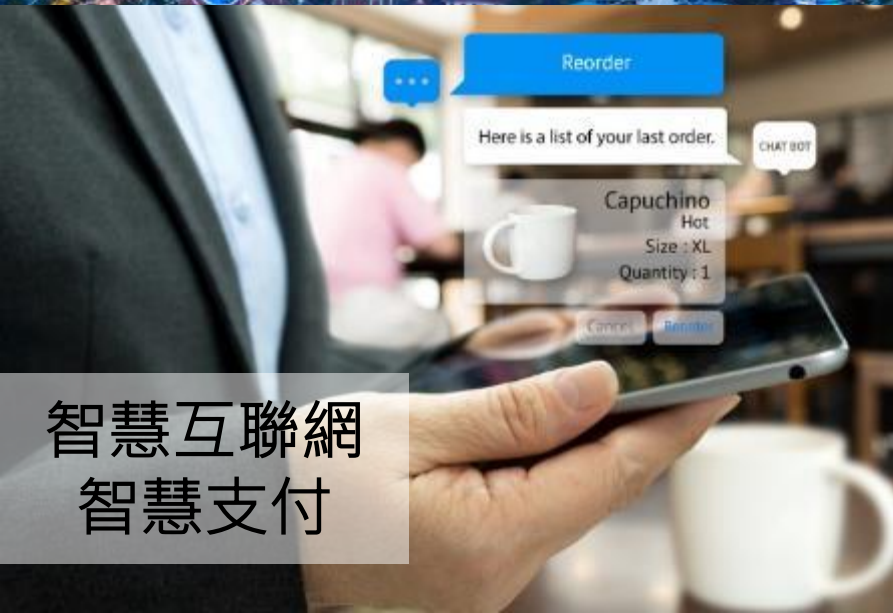 Reorder
Here is a list of your last order.
CHAT BOT
Capuchino
Hot
Size : XL
Quantity : 1
Cancel
Reorder
智慧互聯網
智慧支付